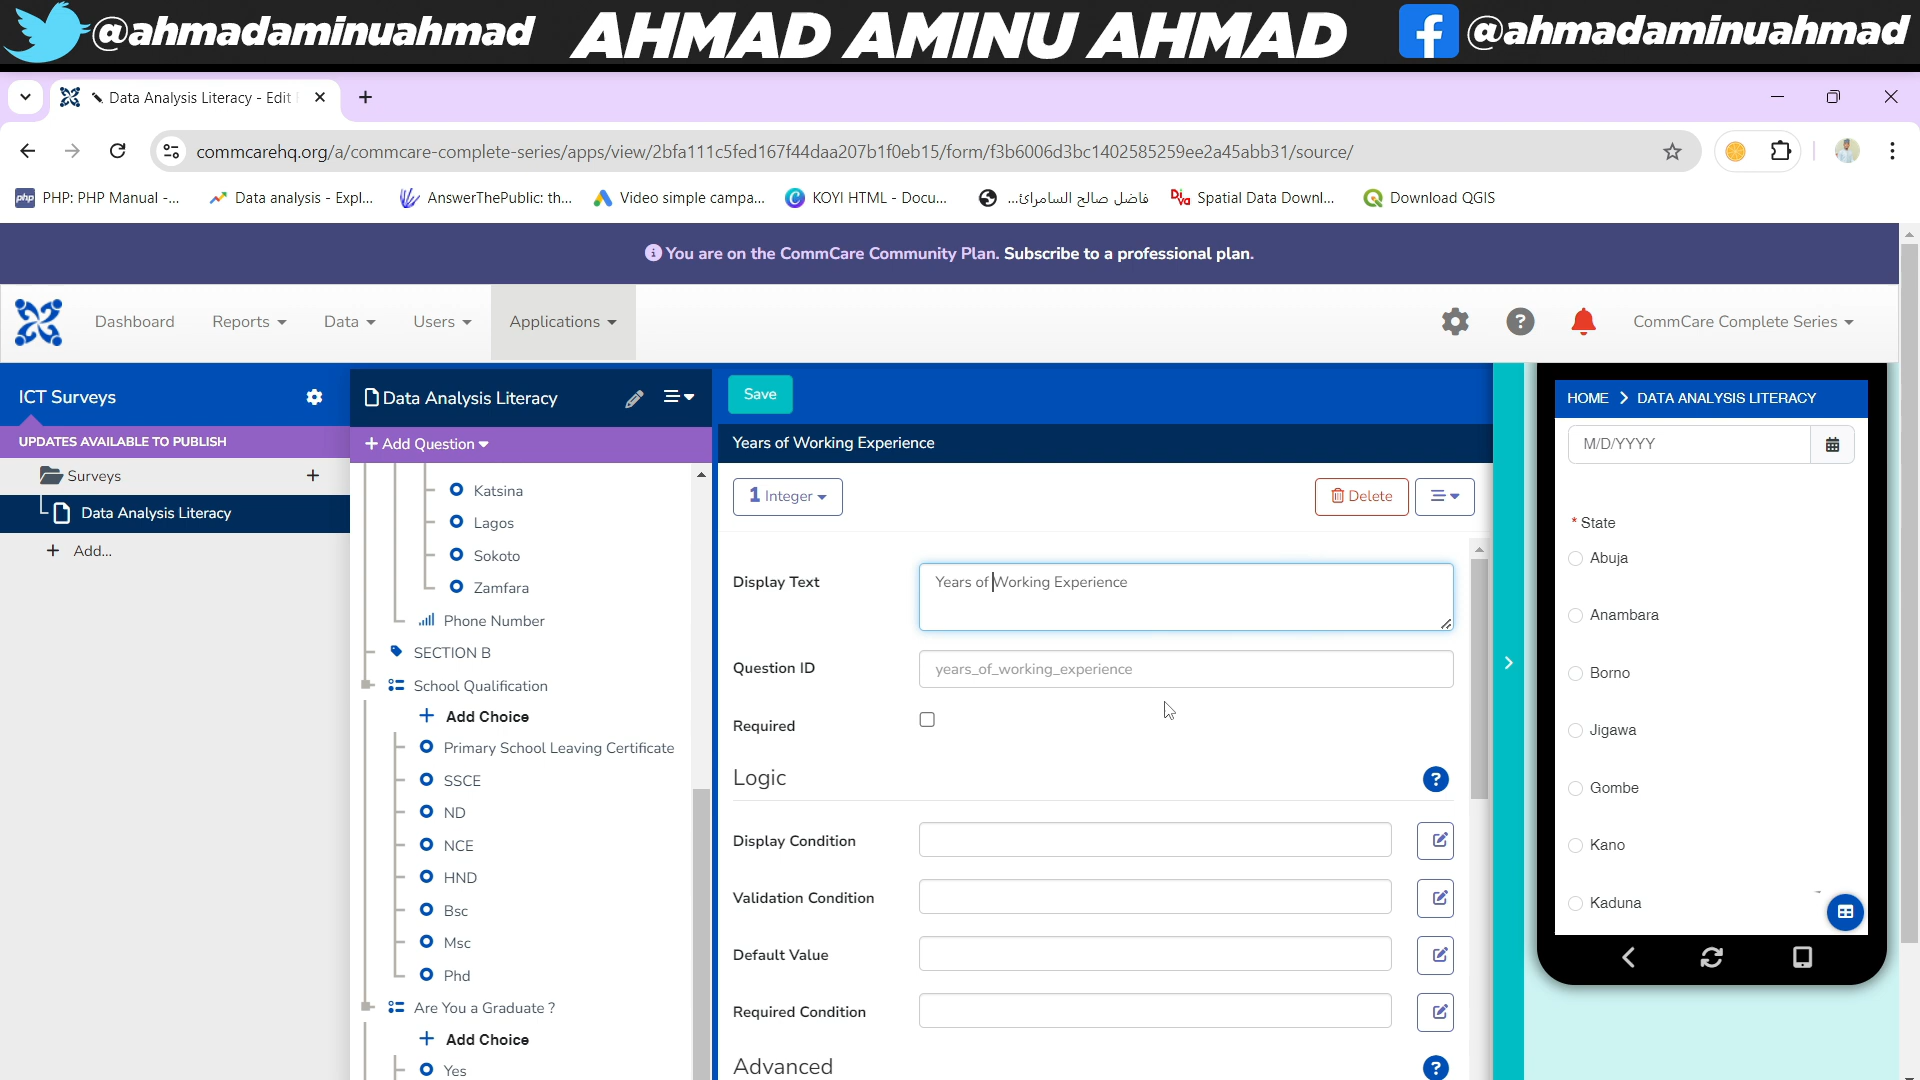 @ahmadaminuahmad AHMAD AMINU AHMAD @ahmadaminuahmad
Data Analysis Literacy - Edit
commcarehq.org/a/commcare-complete-series/apps/view/2bfa111c5fed167f44daa207b1f0eb15/form/f3b6006d3bc1402585259ee2a45abb31/source/
php PHP: PHP Manual -... Data analysis - Expl... AnswerThePublic: th... Video simple campa... KOYI HTML - Docu... فاضل صالح السامرائ... Spatial Data Downl... Download QGIS
You are on the CommCare Community Plan. Subscribe to a professional plan.
Dashboard Reports Data Users Applications CommCare Complete Series
ICT Surveys
UPDATES AVAILABLE TO PUBLISH
Surveys
Data Analysis Literacy
Add...
Data Analysis Literacy
Add Question
Katsina
Lagos
Sokoto
Zamfara
Phone Number
SECTION B
School Qualification
Add Choice
Primary School Leaving Certificate
SSCE
ND
NCE
HND
Bsc
Msc
Phd
Are You a Graduate ?
Add Choice
Yes
Save
Years of Working Experience
1 Integer Delete
Display Text Years of Working Experience
Question ID years_of_working_experience
Required
Logic
Display Condition
Validation Condition
Default Value
Required Condition
Advanced
HOME DATA ANALYSIS LITERACY
M/D/YYYY
* State
Abuja
Anambara
Borno
Jigawa
Gombe
Kano
Kaduna